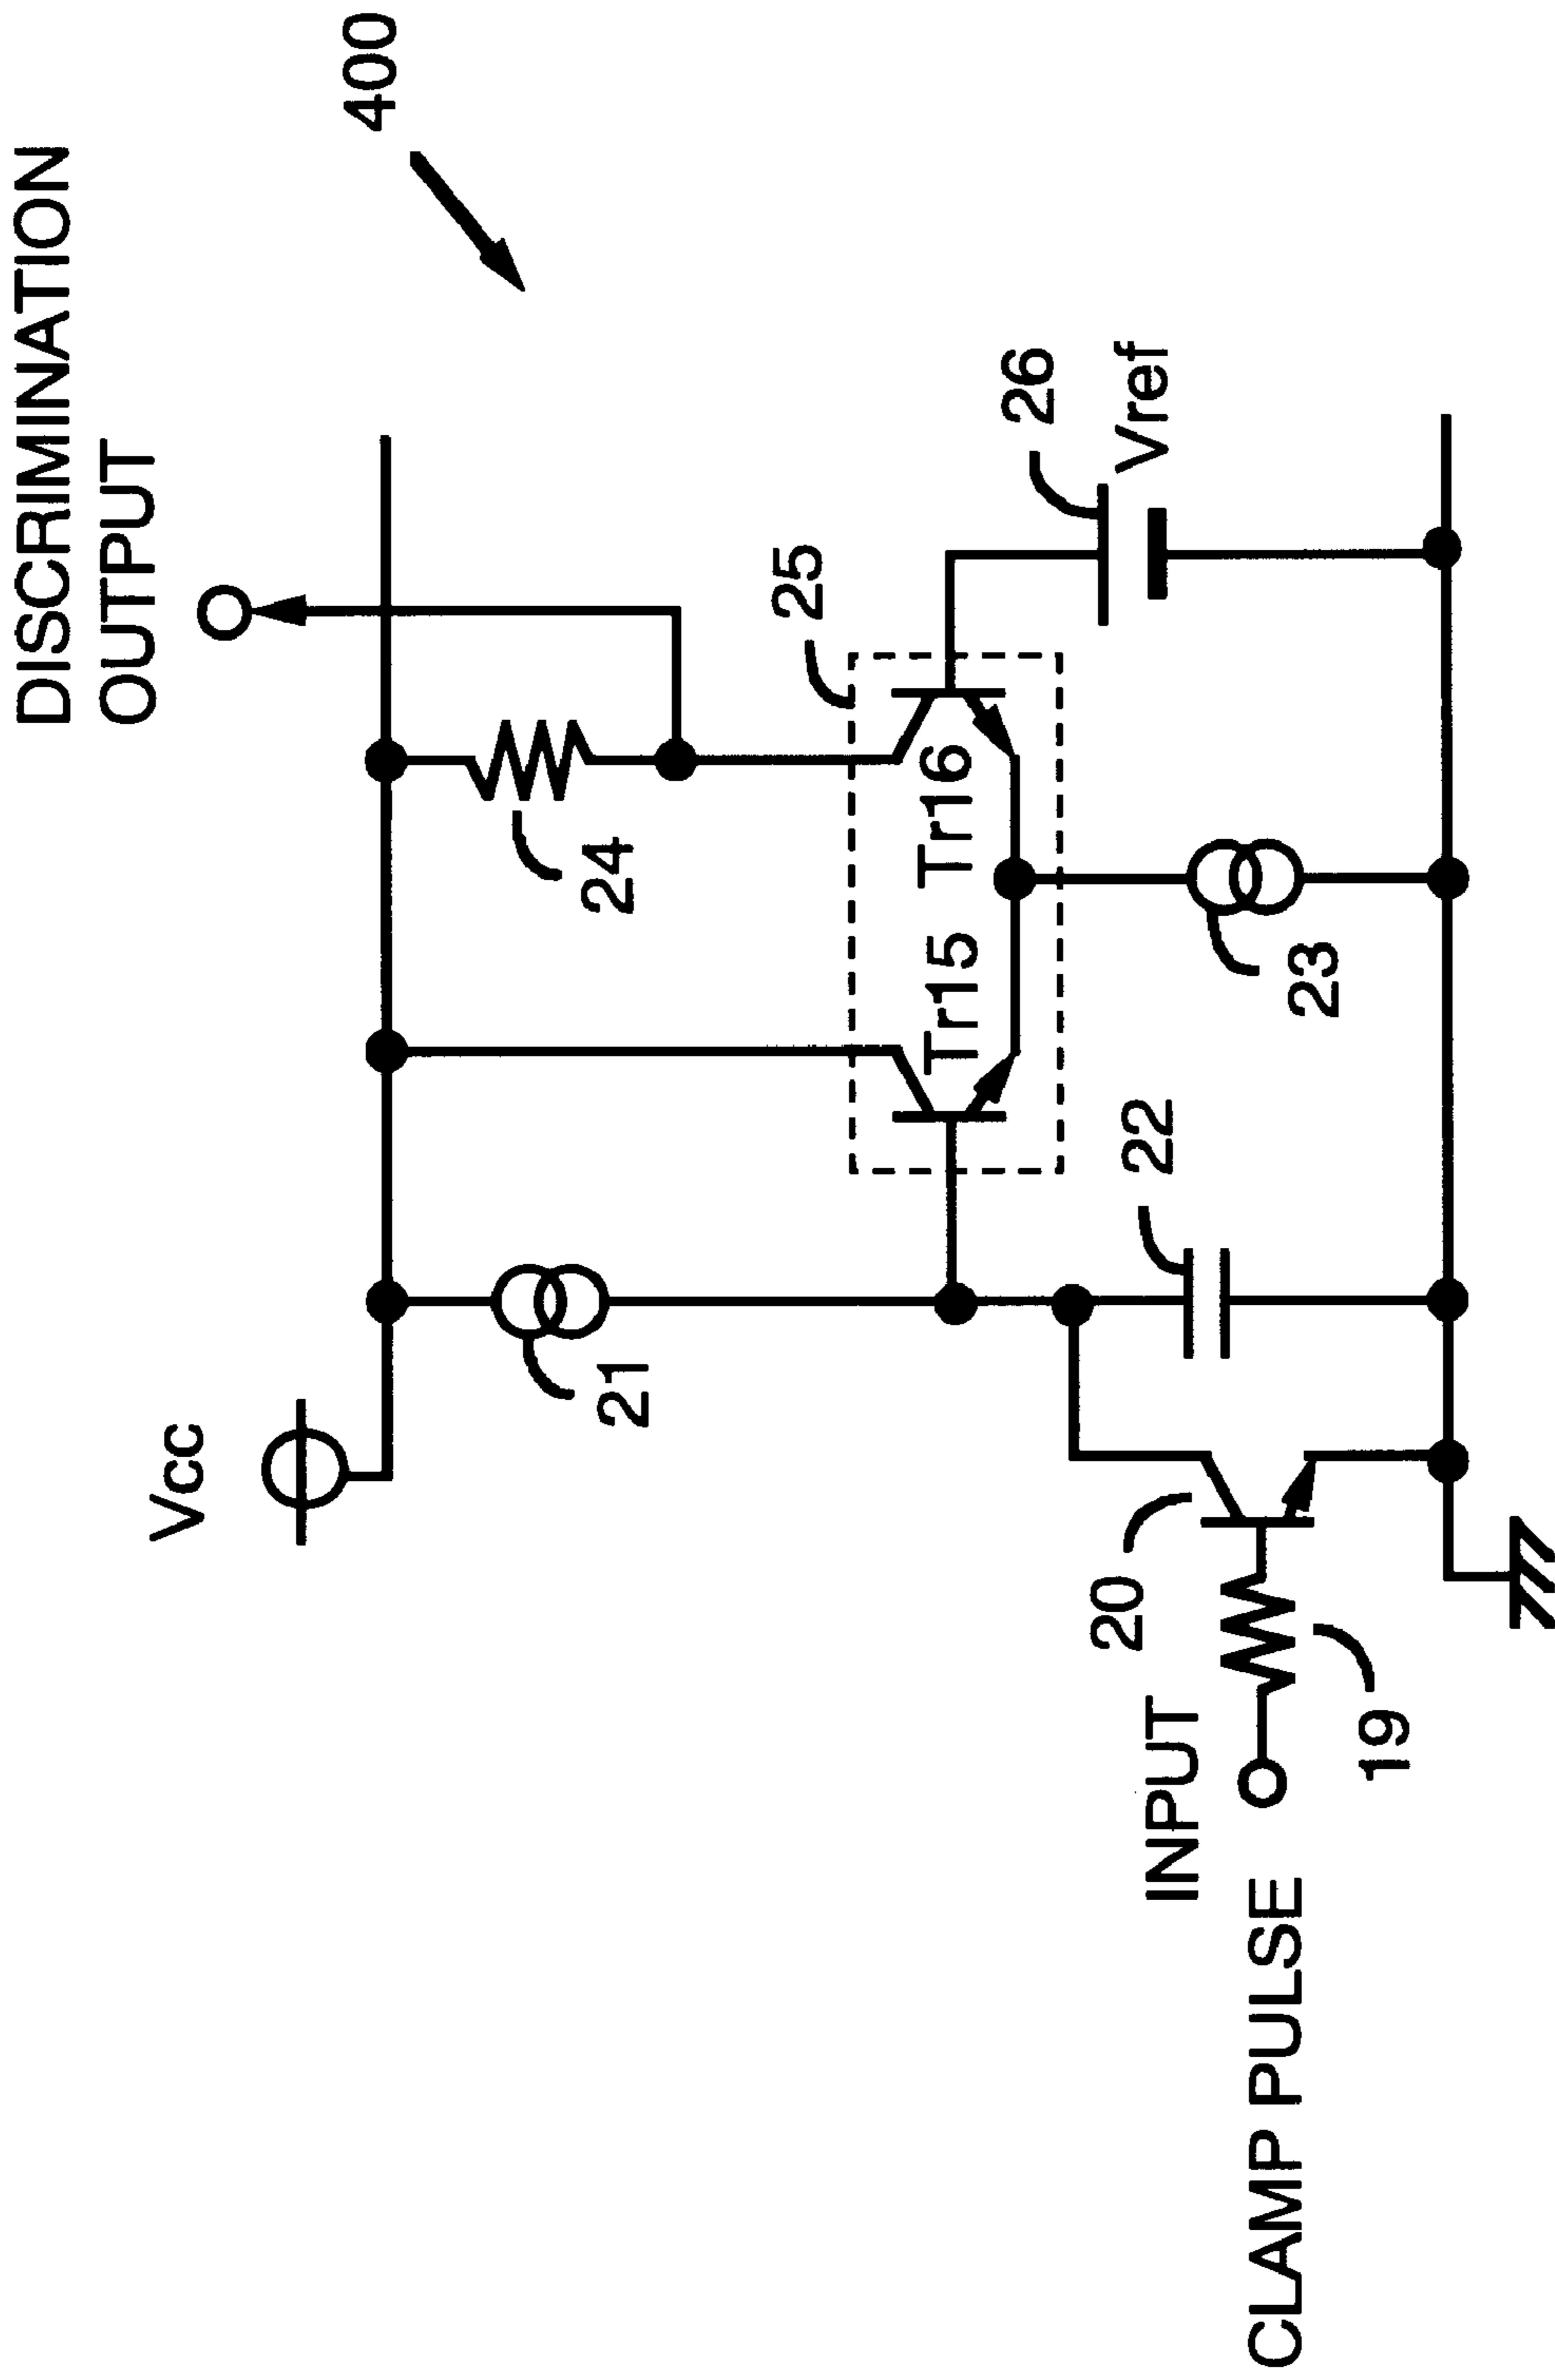 DISCRIMINATION
OUTPUT
400
Vcc
21
24
25
26
Vref
Tr15
Tr16
22
23
20
INPUT
19
CLAMP PULSE